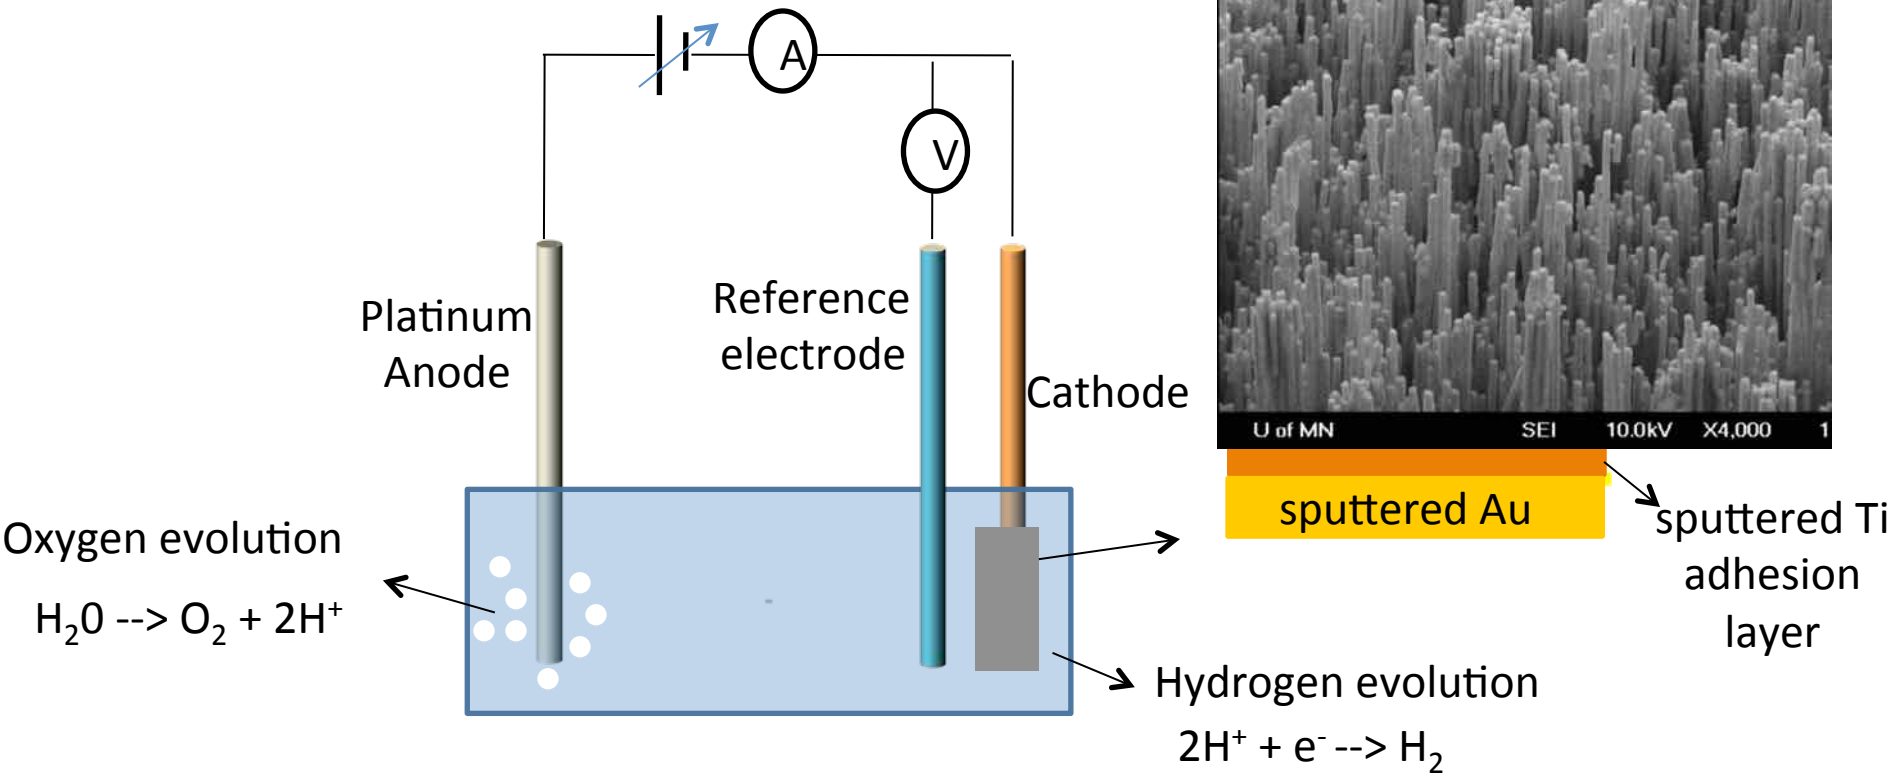 A
V
Platinum
Anode
Reference
electrode
Cathode
U of MN SEI 10.0kV X4,000 1
sputtered Au
sputtered Ti
adhesion
layer
Oxygen evolution
H₂0 --> O₂ + 2H⁺
Hydrogen evolution
2H⁺ + e⁻ --> H₂